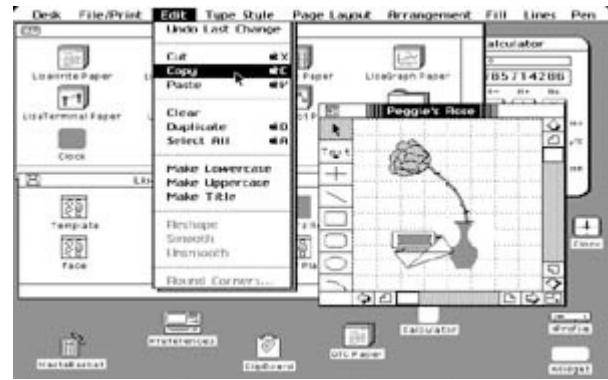 Desk File/Print Edit Type Style Page Layout Arrangement Fill Lines Pen
Undo Last Change
Cut X
Copy C
Paste V
Clear
Duplicate D
Select All A
Make Lowercase
Make Uppercase
Make Title
Reshape
Smooth
Unsmooth
Round Corners...
LisaWrite Paper
Paper
LisaGraph Paper
LisaTerminal Paper
Clock
Calculator
Peggie's Rose
Text
Template
Face
Preferences
WasteBasket
Clipboard
Calculator
ProFile
Widget